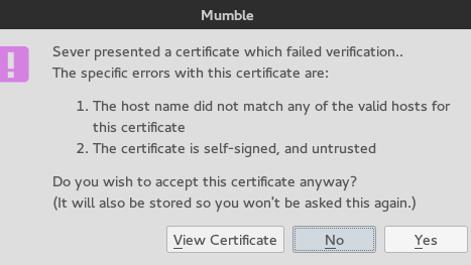 Mumble
Sever presented a certificate which failed verification..
The specific errors with this certificate are:
1. The host name did not match any of the valid hosts for
this certificate
2. The certificate is self-signed, and untrusted
Do you wish to accept this certificate anyway?
(It will also be stored so you won't be asked this again.)
View Certificate No Yes